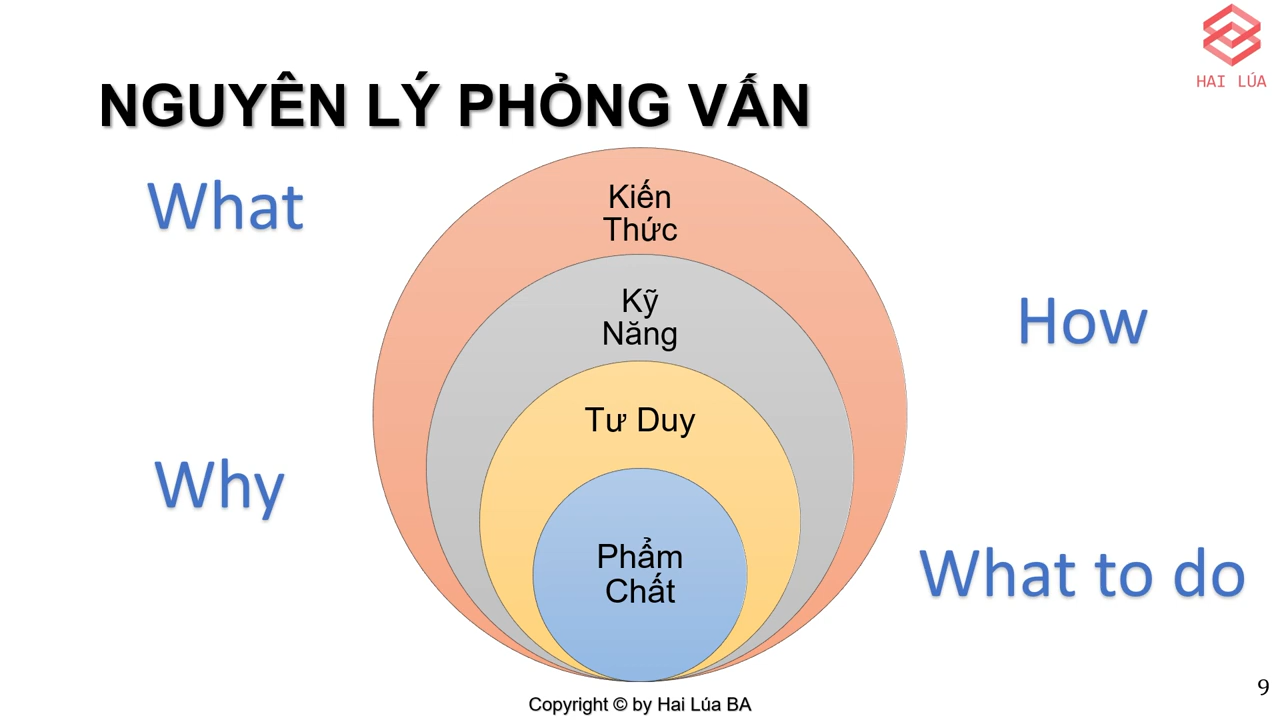 HAI LÚA
NGUYÊN LÝ PHỎNG VẤN
What
Kiến
Thức
Kỹ
Năng
How
Tư Duy
Why
Phẩm
Chất
What to do
Copyright © by Hai Lúa BA
9